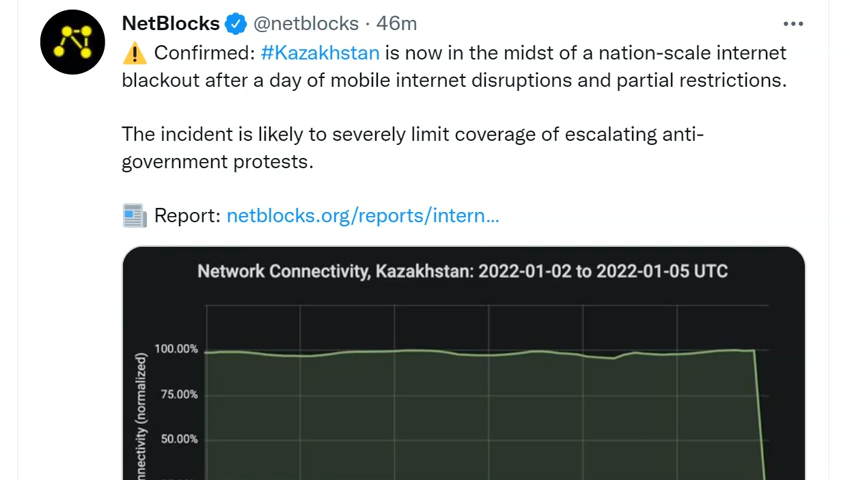 NetBlocks @netblocks · 46m
⚠️ Confirmed: #Kazakhstan is now in the midst of a nation-scale internet
blackout after a day of mobile internet disruptions and partial restrictions.
The incident is likely to severely limit coverage of escalating anti-
government protests.
📰 Report: netblocks.org/reports/intern...
Network Connectivity, Kazakhstan: 2022-01-02 to 2022-01-05 UTC
100.00%
75.00%
50.00%
(normalized)